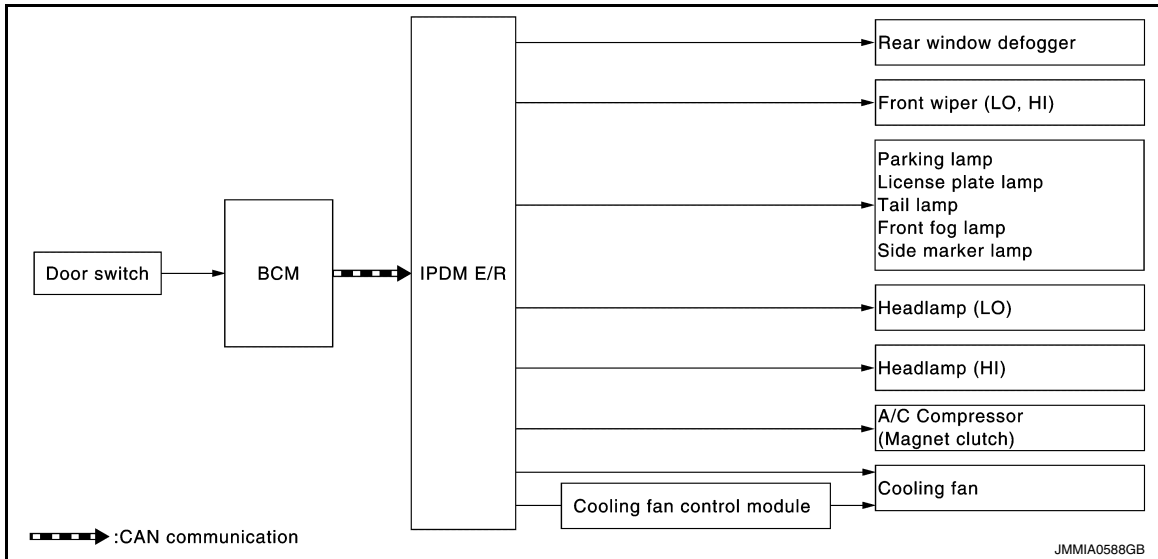 Rear window defogger
Front wiper (LO, HI)
Parking lamp
License plate lamp
Tail lamp
Front fog lamp
Side marker lamp
Door switch
BCM
IPDM E/R
Headlamp (LO)
Headlamp (HI)
A/C Compressor
(Magnet clutch)
Cooling fan
Cooling fan control module
:CAN communication
JMMIA0588GB